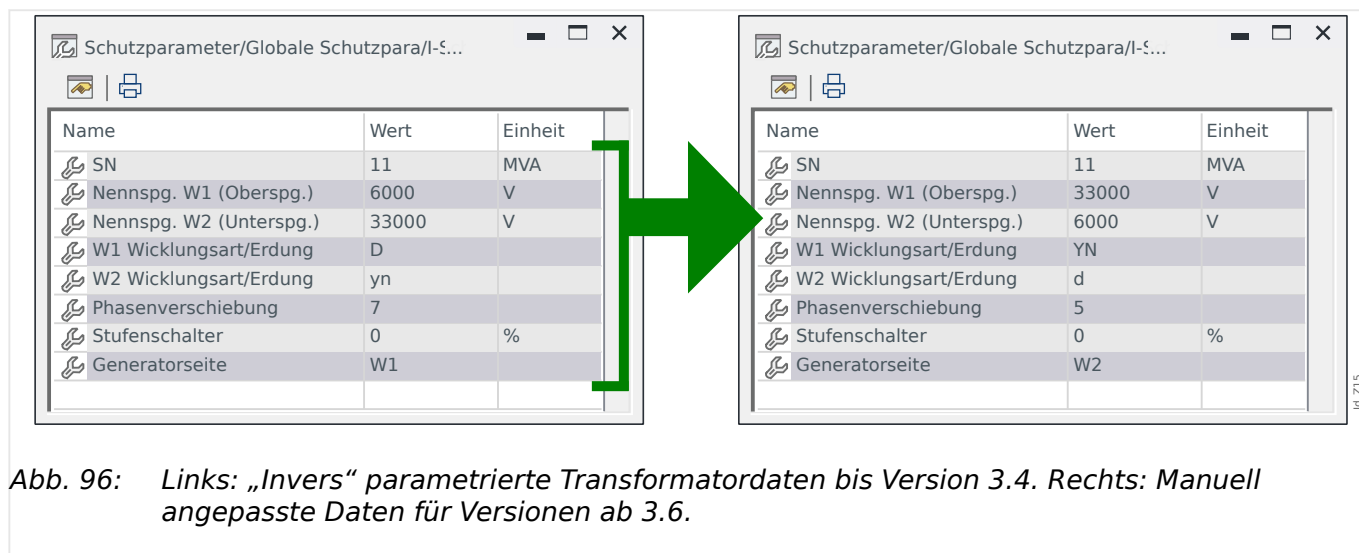 Schutzparameter/Globale Schutzpara/I-S...
Name Wert Einheit
SN 11 MVA
Nennspg. W1 (Oberspg.) 6000 V
Nennspg. W2 (Unterspg.) 33000 V
W1 Wicklungsart/Erdung D
W2 Wicklungsart/Erdung yn
Phasenverschiebung 7
Stufenschalter 0 %
Generatorseite W1
Schutzparameter/Globale Schutzpara/I-S...
Name Wert Einheit
SN 11 MVA
Nennspg. W1 (Oberspg.) 33000 V
Nennspg. W2 (Unterspg.) 6000 V
W1 Wicklungsart/Erdung YN
W2 Wicklungsart/Erdung d
Phasenverschiebung 5
Stufenschalter 0 %
Generatorseite W2
Abb. 96: Links: „Invers“ parametrierte Transformatordaten bis Version 3.4. Rechts: Manuell
angepasste Daten für Versionen ab 3.6.